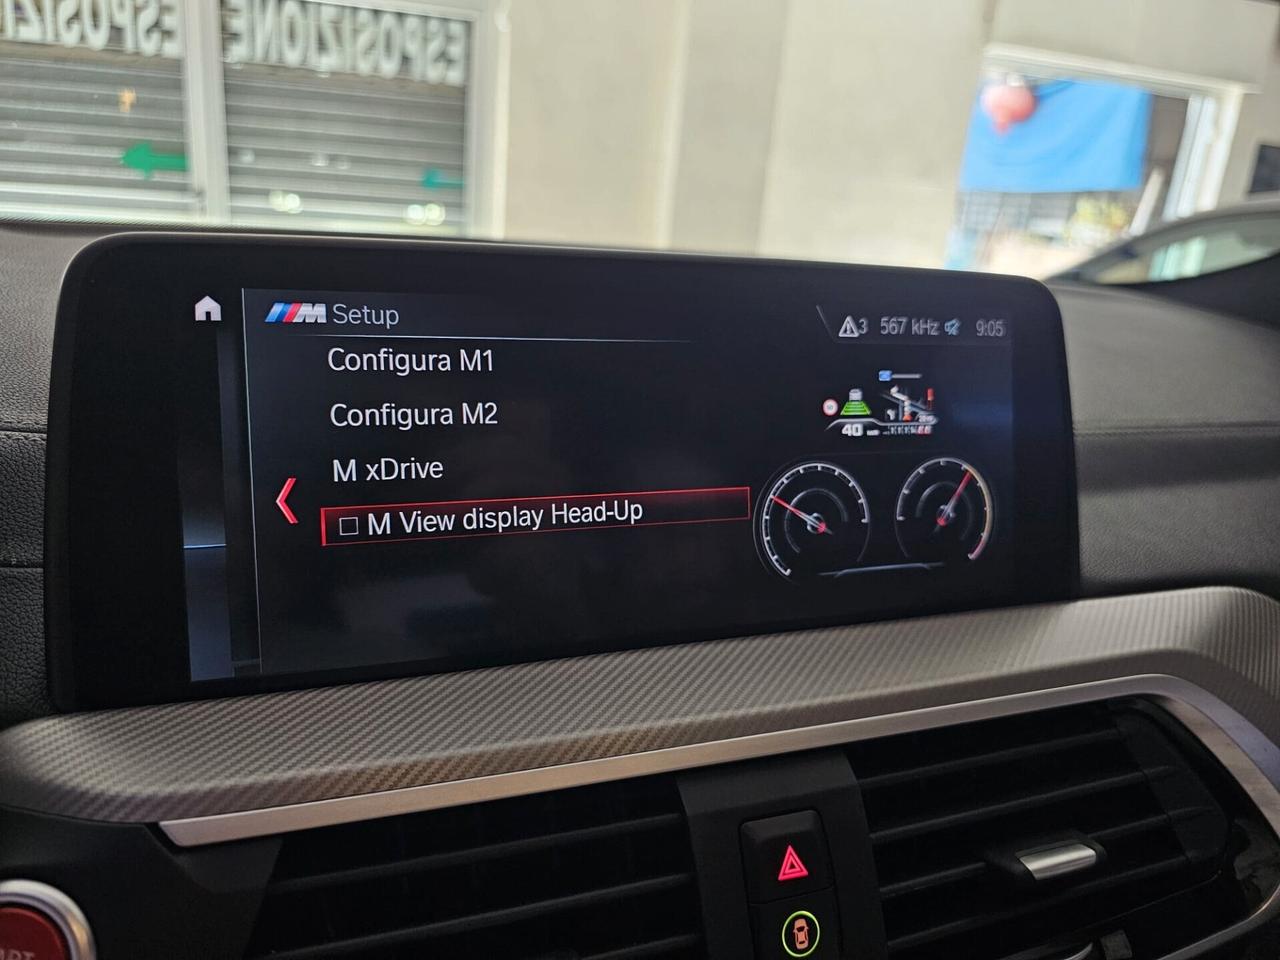 ESPOSIZIONE ESPOSIZIONE
M Setup
3 567 kHz 9:05
Configura M1
Configura M2
M xDrive
M View display Head-Up
40